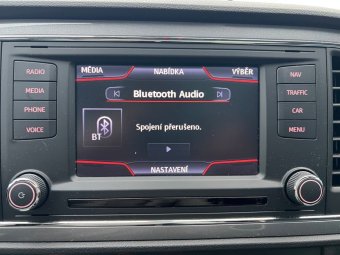 MÉDIA NABÍDKA VÝBĚR
RADIO
MEDIA
PHONE
VOICE
Bluetooth Audio
BT
Spojení přerušeno.
NASTAVENÍ
NAV
TRAFFIC
CAR
MENU